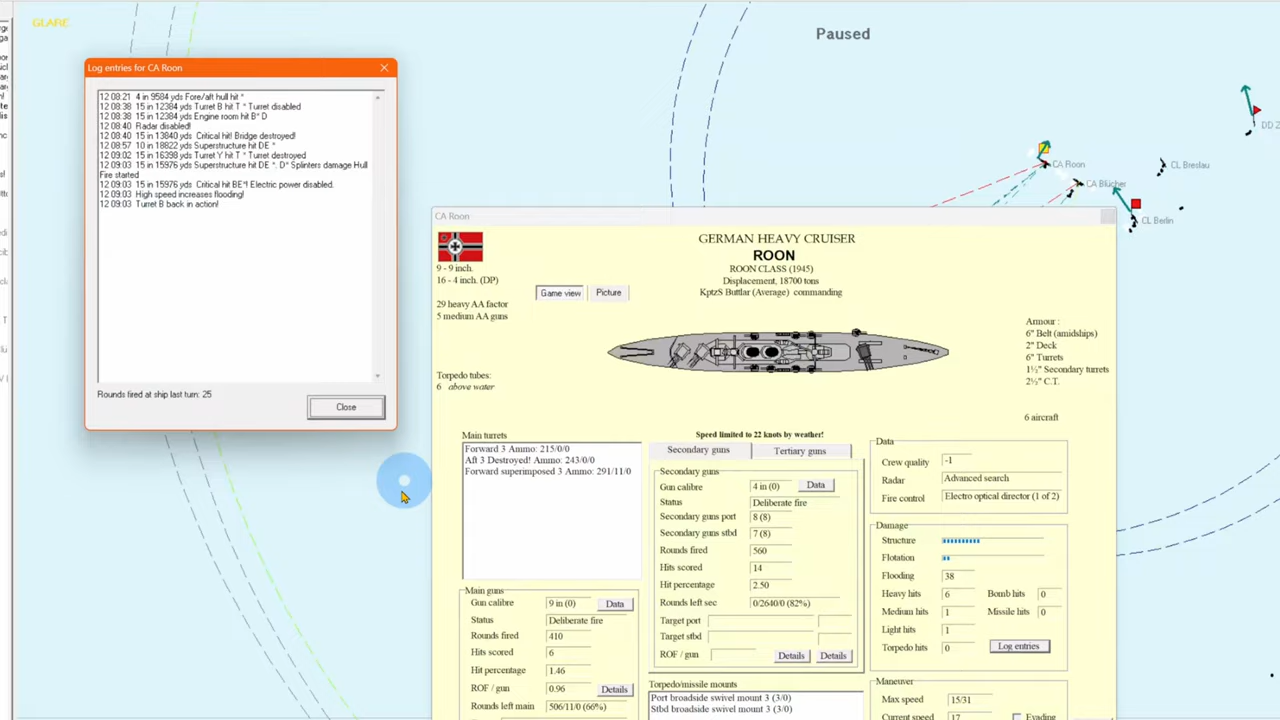 GLARE
Paused
Log entries for CA Roon
12 08:21 4 in 9584 yds Fore/aft hull hit *
12 08:38 15 in 12384 yds Turret B hit T * Turret disabled
12 08:38 15 in 12384 yds Engine room hit B* D
12 08:40 Radar disabled!
12 08:40 15 in 13840 yds Critical hit! Bridge destroyed!
12 08:57 10 in 18822 yds Superstructure hit DE *
12 09:02 15 in 16398 yds Turret Y hit T * Turret destroyed
12 09:03 15 in 15976 yds Superstructure hit DE *. D* Splinters damage Hull
Fire started
12 09:03 15 in 15976 yds Critical hit BE*! Electric power disabled.
12 09:03 High speed increases flooding!
12 09:03 Turret B back in action!
Rounds fired at ship last turn: 25
Close
DD 2
CA Roon
CL Breslau
CA Blücher
CL Berlin
CA Roon
GERMAN HEAVY CRUISER
ROON
ROON CLASS (1945)
Displacement, 18700 tons
KptzS Buttlar (Average) commanding
9 - 9 inch.
16 - 4 inch. (DP)
29 heavy AA factor
5 medium AA guns
Game view
Picture
Torpedo tubes:
6 above water
Armour :
6" Belt (amidships)
2" Deck
6" Turrets
1½" Secondary turrets
2½" C.T.
6 aircraft
Speed limited to 22 knots by weather!
Main turrets
Forward 3 Ammo: 215/0/0
Aft 3 Destroyed! Ammo: 243/0/0
Forward superimposed 3 Ammo: 291/11/0
Main guns
Gun calibre 9 in (0) Data
Status Deliberate fire
Rounds fired 410
Hits scored 6
Hit percentage 1.46
ROF / gun 0.96 Details
Rounds left main 506/11/0 (66%)
Secondary guns Tertiary guns
Secondary guns
Gun calibre 4 in (0) Data
Status Deliberate fire
Secondary guns port 8 (8)
Secondary guns stbd 7 (8)
Rounds fired 560
Hits scored 14
Hit percentage 2.50
Rounds left sec 0/2640/0 (82%)
Target port
Target stbd
ROF / gun Details Details
Torpedo/missile mounts
Port broadside swivel mount 3 (3/0)
Stbd broadside swivel mount 3 (3/0)
Data
Crew quality -1
Radar Advanced search
Fire control Electro optical director (1 of 2)
Damage
Structure
Flotation
Flooding 38
Heavy hits 6 Bomb hits 0
Medium hits 1 Missile hits 0
Light hits 1
Torpedo hits 0 Log entries
Maneuver
Max speed 15/31
Current speed 17 Evading